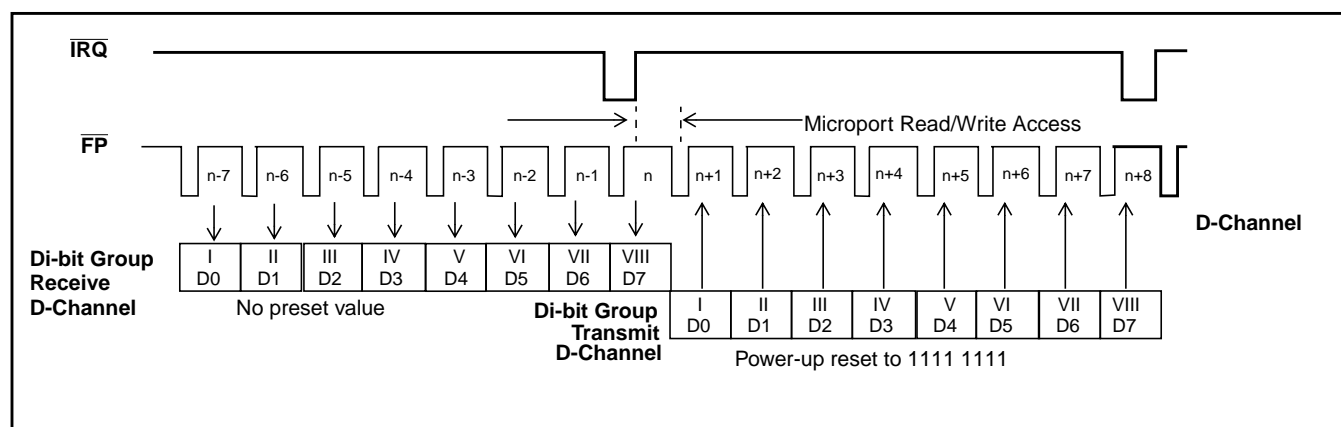 IRQ
Microport Read/Write Access
FP
n-7 n-6 n-5 n-4 n-3 n-2 n-1 n n+1 n+2 n+3 n+4 n+5 n+6 n+7 n+8
D-Channel
Di-bit Group
Receive
D-Channel
I II III IV V VI VII VIII
D0 D1 D2 D3 D4 D5 D6 D7
No preset value
Di-bit Group
Transmit
D-Channel
I II III IV V VI VII VIII
D0 D1 D2 D3 D4 D5 D6 D7
Power-up reset to 1111 1111